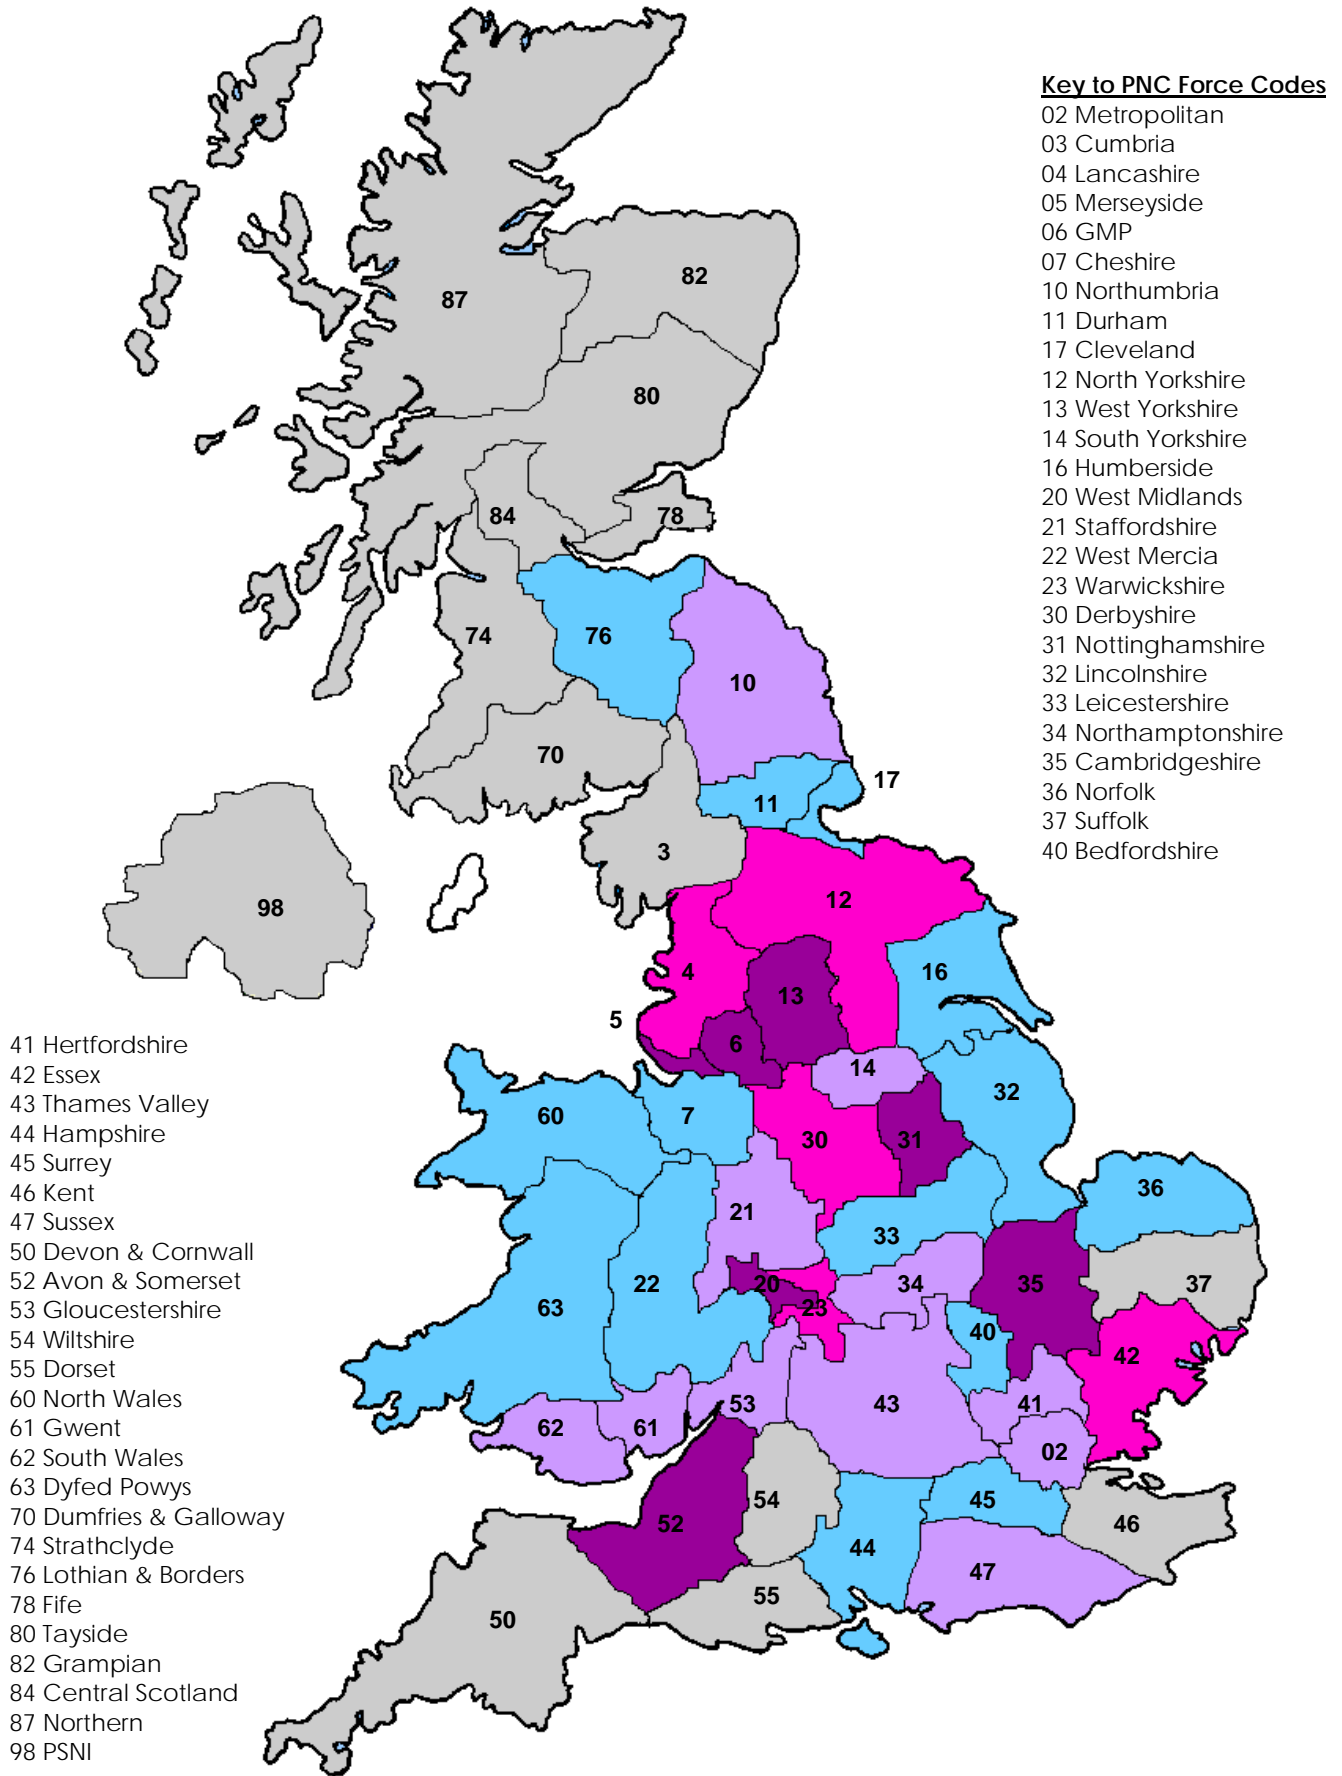 Key to PNC Force Codes
02 Metropolitan
03 Cumbria
04 Lancashire
05 Merseyside
06 GMP
07 Cheshire
10 Northumbria
11 Durham
17 Cleveland
12 North Yorkshire
13 West Yorkshire
14 South Yorkshire
16 Humberside
20 West Midlands
21 Staffordshire
22 West Mercia
23 Warwickshire
30 Derbyshire
31 Nottinghamshire
32 Lincolnshire
33 Leicestershire
34 Northamptonshire
35 Cambridgeshire
36 Norfolk
37 Suffolk
40 Bedfordshire
41 Hertfordshire
42 Essex
43 Thames Valley
44 Hampshire
45 Surrey
46 Kent
47 Sussex
50 Devon & Cornwall
52 Avon & Somerset
53 Gloucestershire
54 Wiltshire
55 Dorset
60 North Wales
61 Gwent
62 South Wales
63 Dyfed Powys
70 Dumfries & Galloway
74 Strathclyde
76 Lothian & Borders
78 Fife
80 Tayside
82 Grampian
84 Central Scotland
87 Northern
98 PSNI
82
87
80
84
78
74
76
10
70
17
11
3
12
98
4
16
13
5
6
14
32
60
7
30
31
36
21
33
20
22
34
35
37
63
23
40
42
53
43
41
62
61
02
54
45
52
46
44
47
55
50